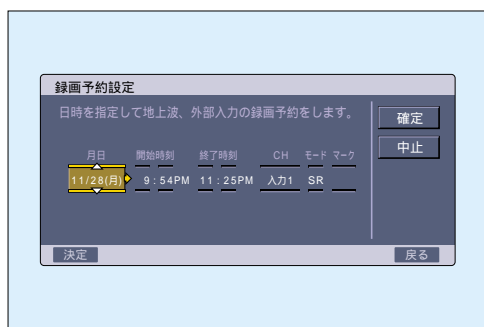 録画予約設定
日時を指定して地上波、外部入力の録画予約をします。
確定
中止
月日 開始時刻 終了時刻 CH モード マーク
11/28(月) 9:54PM 11:25PM 入力1 SR
決定 戻る